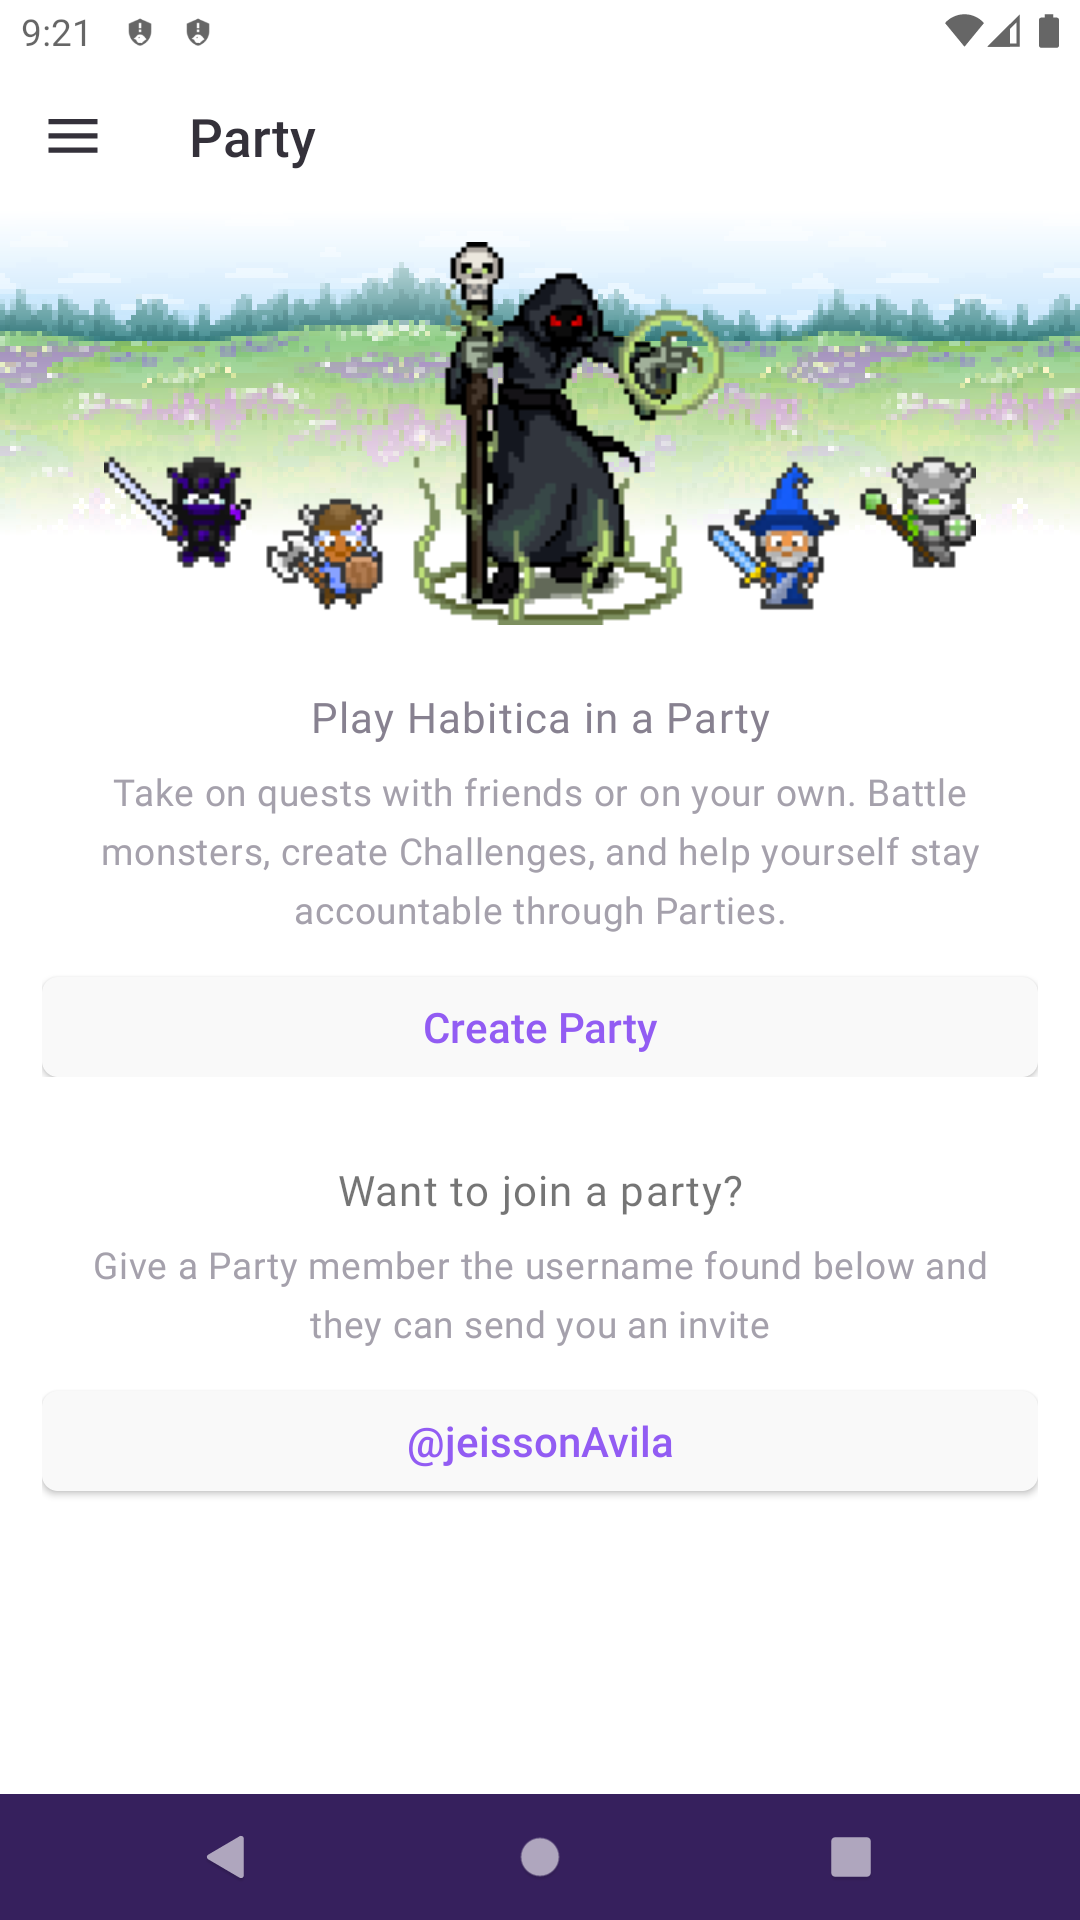 9:21
Party
Play Habitica in a Party
Take on quests with friends or on your own. Battle
monsters, create Challenges, and help yourself stay
accountable through Parties.
Create Party
Want to join a party?
Give a Party member the username found below and
they can send you an invite
@jeissonAvila